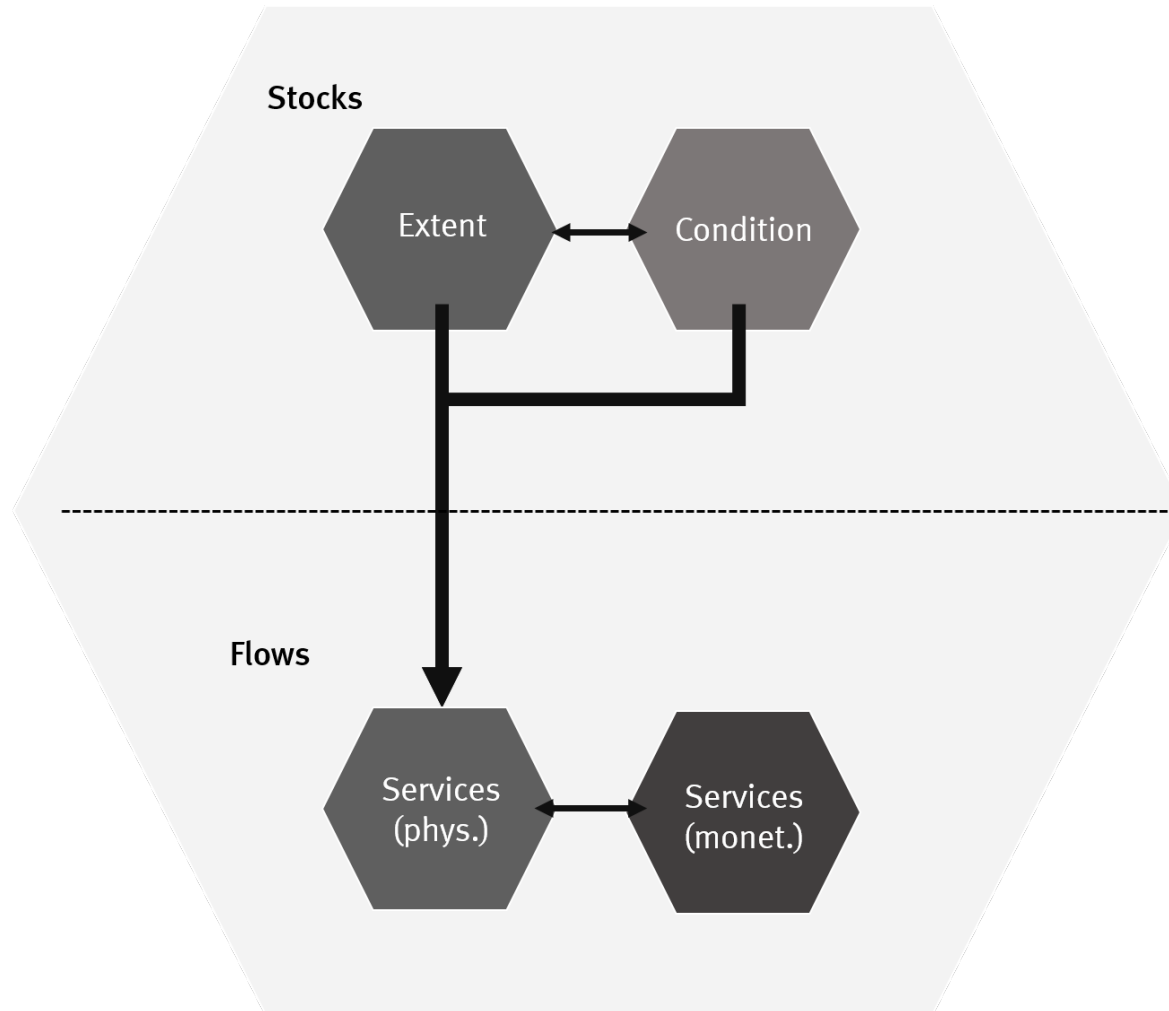 Stocks
Extent
Condition
Flows
Services
(phys.)
Services
(monet.)